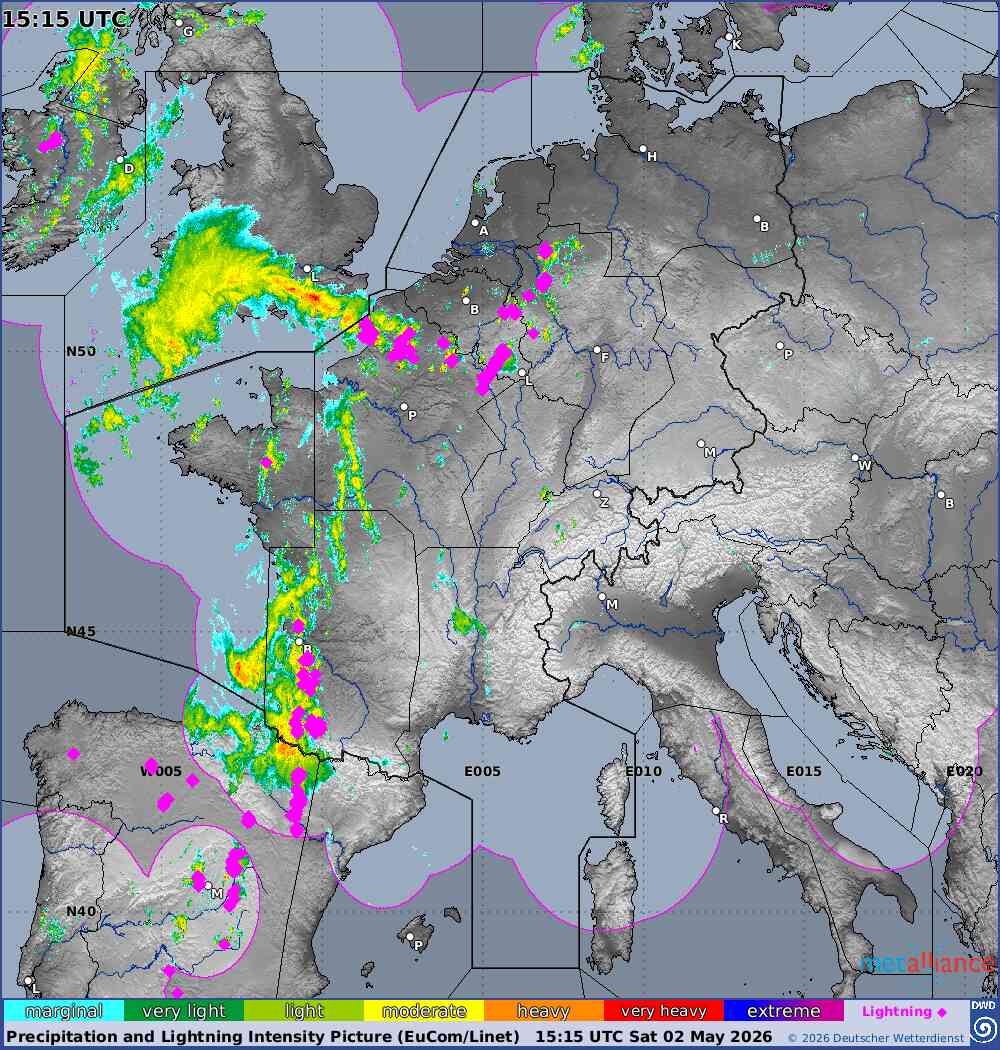 15:15 UTC
G
K
D
H
A
B
L
B
N50
F
P
L
P
M
W
B
Z
M
N45
B
W005
E005
E010
E015
E020
R
M
N40
P
L
metalliance
marginal very light light moderate heavy very heavy extreme Lightning
DWD
Precipitation and Lightning Intensity Picture (EuCom/Linet) 15:15 UTC Sat 02 May 2026 © 2026 Deutscher Wetterdienst